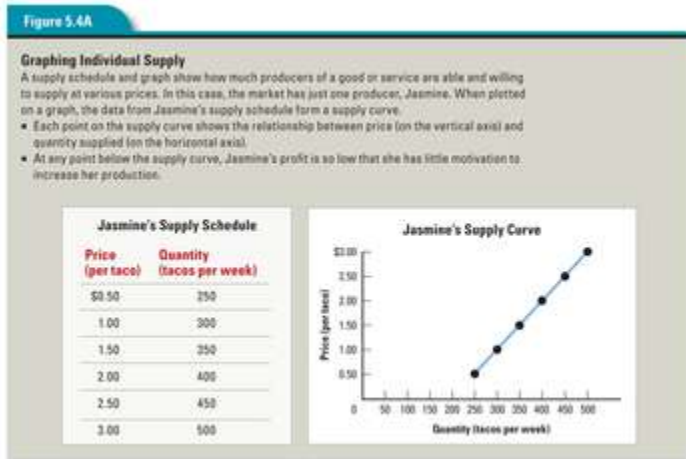 Figure 5.4A
Graphing Individual Supply
A supply schedule and graph show how much producers of a good or service are able and willing
to supply at various prices. In this case, the market has just one producer, Jasmine. When plotted
on a graph, the data from Jasmine's supply schedule form a supply curve.
• Each point on the supply curve shows the relationship between price (on the vertical axis) and
quantity supplied (on the horizontal axis).
• At any point below the supply curve, Jasmine's profit is so low that she has little motivation to
increase her production.
Jasmine's Supply Schedule
Price Quantity
(per taco) (tacos per week)
$0.50 250
1.00 300
1.50 350
2.00 400
2.50 450
3.00 500
Jasmine's Supply Curve
$3.00
2.50
2.00
1.50
1.00
0.50
Price (per taco)
0 50 100 150 200 250 300 350 400 450 500
Quantity (tacos per week)